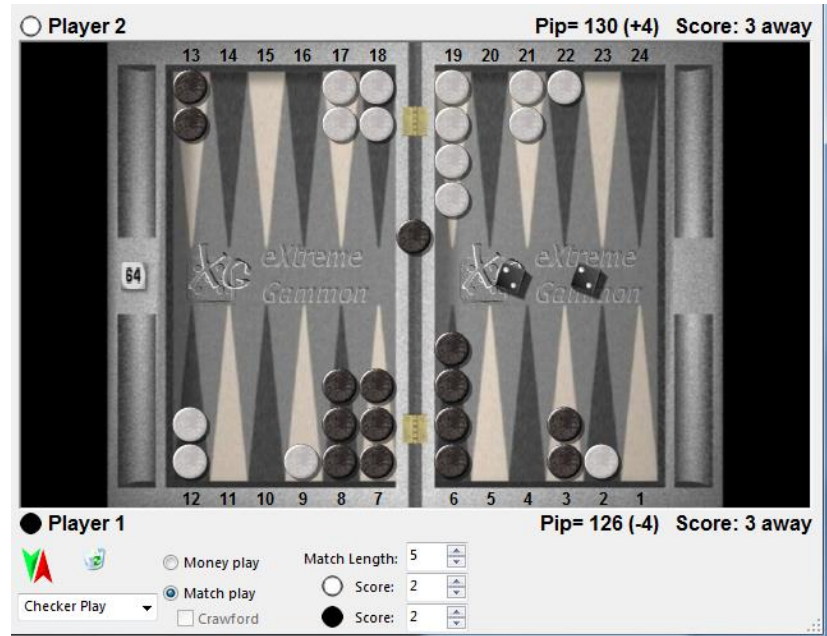 Player 2 Pip= 130 (+4) Score: 3 away
13 14 15 16 17 18 19 20 21 22 23 24
64
XG eXtreme Gammon XG eXtreme Gammon
12 11 10 9 8 7 6 5 4 3 2 1
Player 1 Pip= 126 (-4) Score: 3 away
Money play Match Length: 5
Match play Score: 2
Checker Play Crawford Score: 2